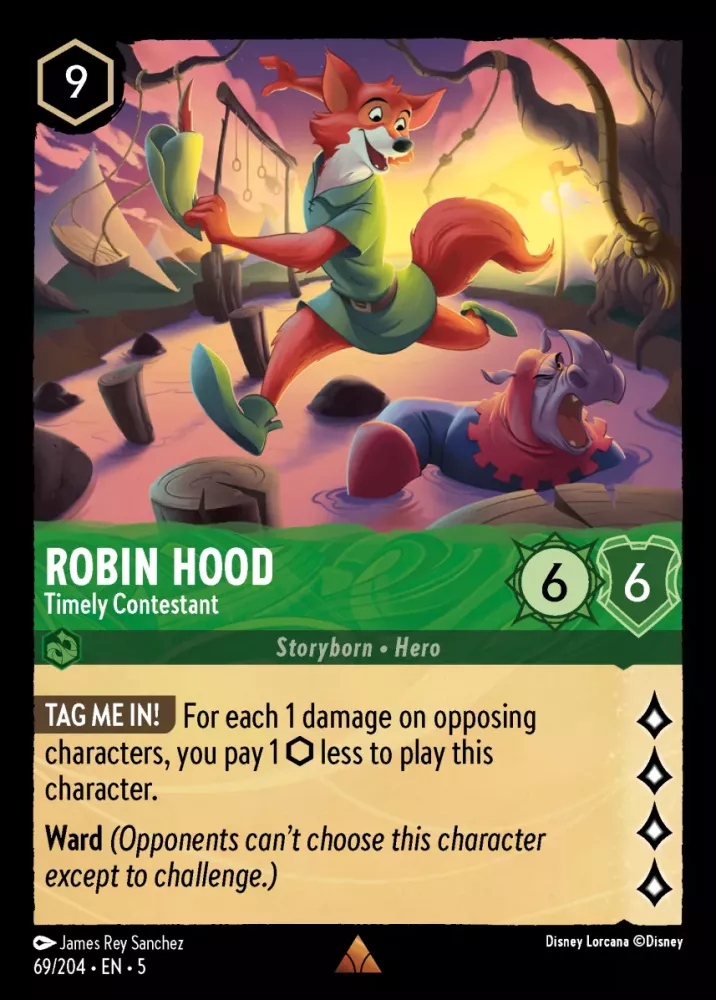 9
ROBIN HOOD
Timely Contestant
6
6
Storyborn • Hero
TAG ME IN! For each 1 damage on opposing
characters, you pay 1 ⬡ less to play this
character.
Ward (Opponents can't choose this character
except to challenge.)
James Rey Sanchez
Disney Lorcana ©Disney
69/204 • EN • 5